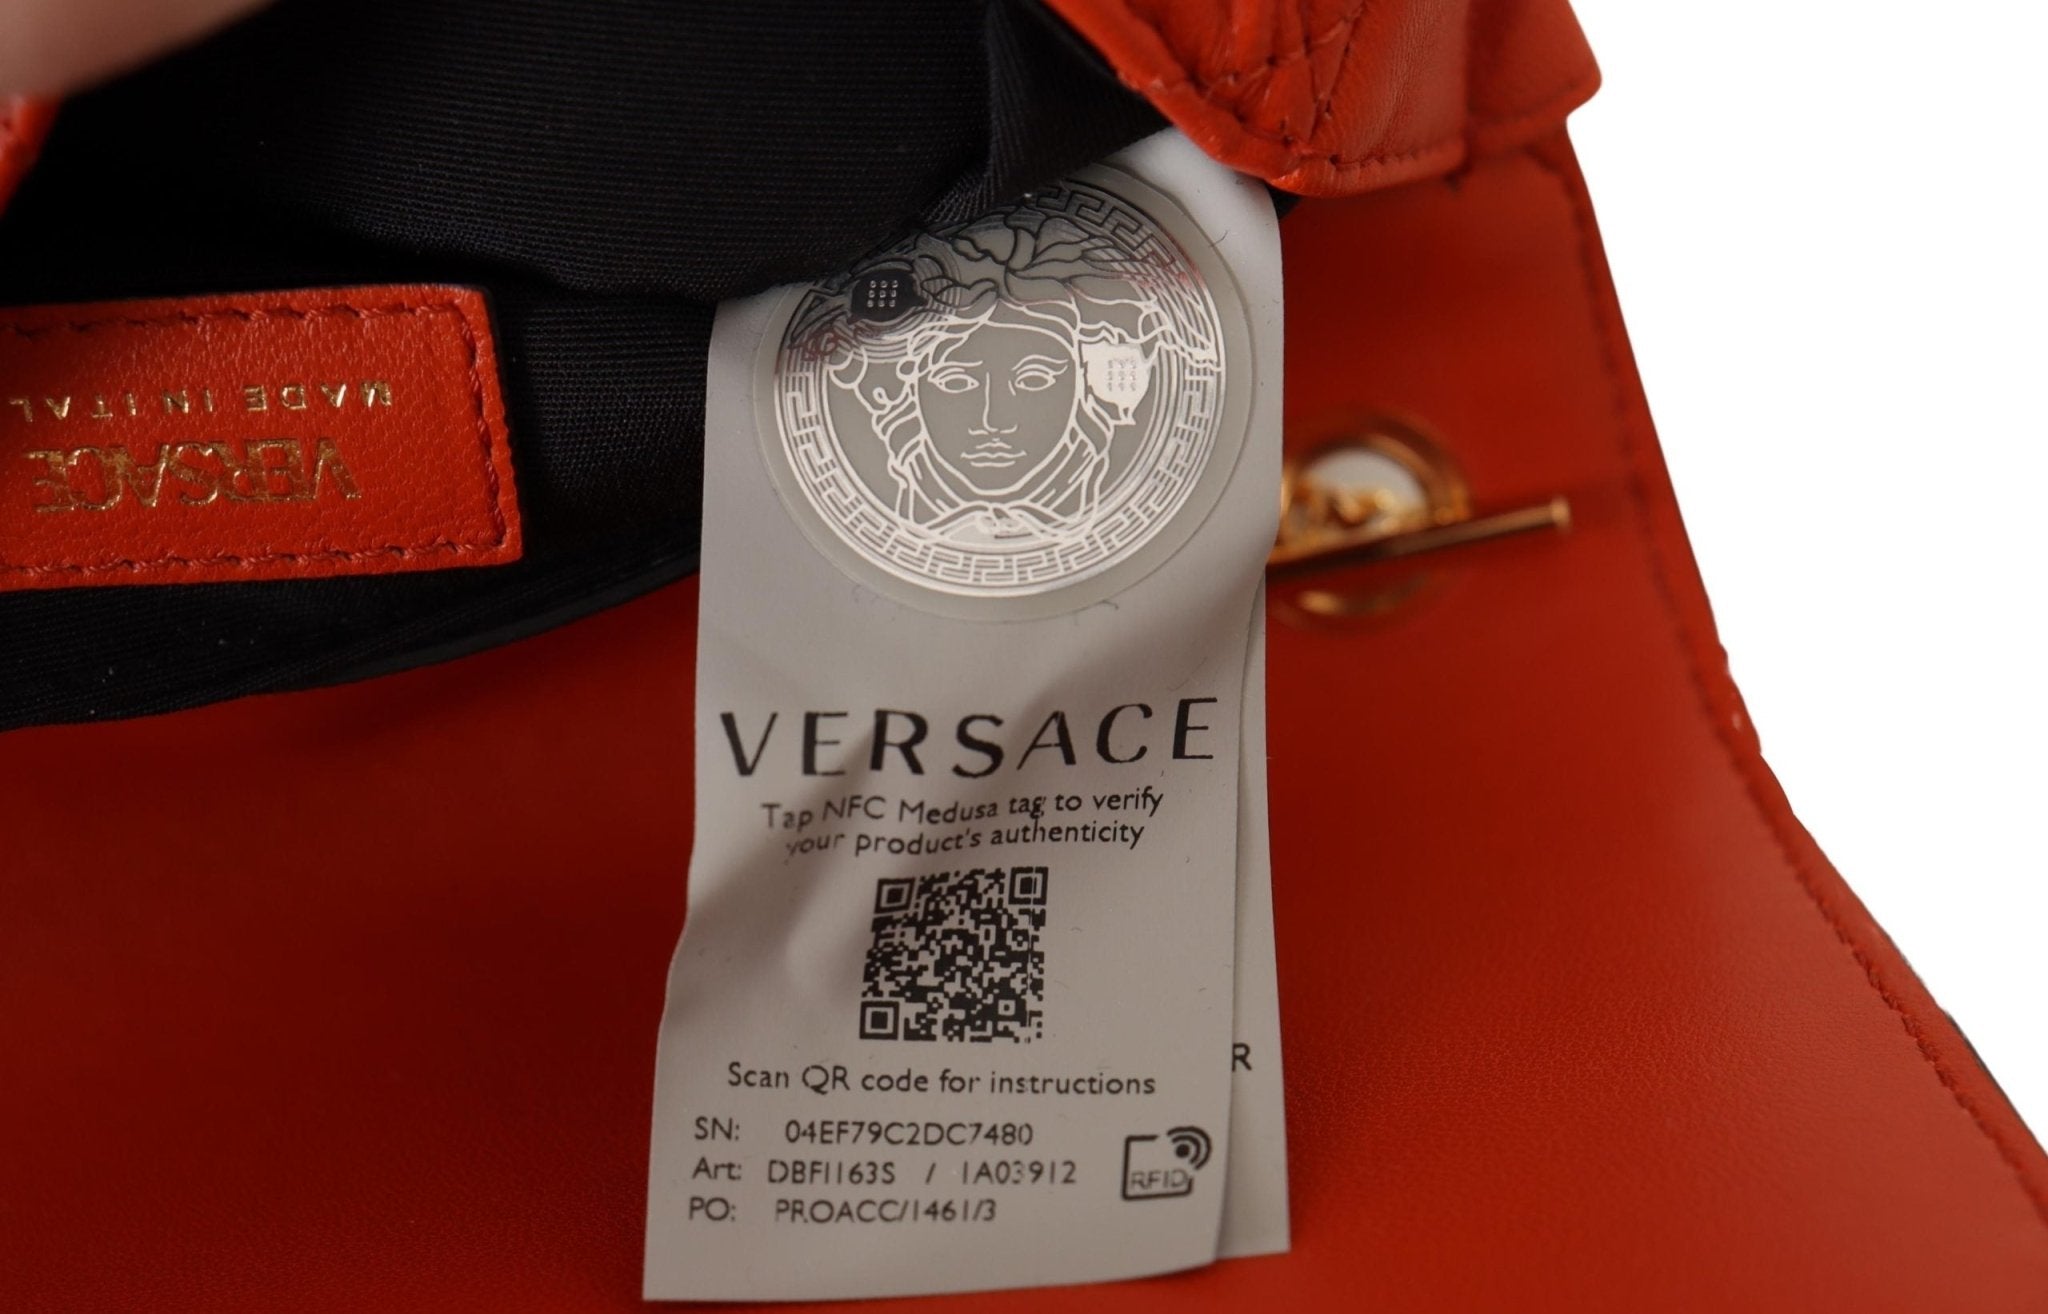 MADE IN ITAL
VERSACE
VERSACE
Tap NFC Medusa tag to verify
your product's authenticity
Scan QR code for instructions
SN: 04EF79C2DC7480
Art: DBFI163S / 1A03912
PO: PROACC/1461/3
RFID
R